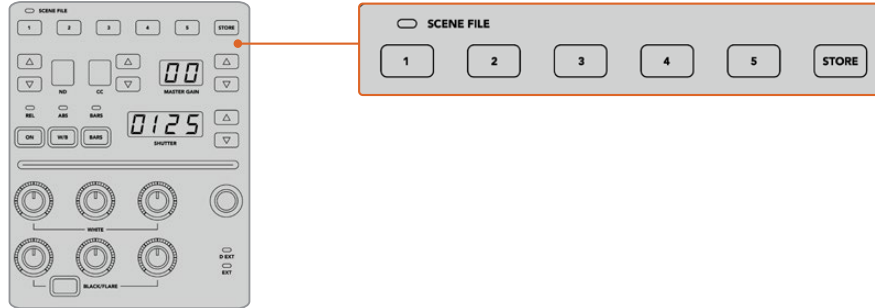 SCENE FILE
1 2 3 4 5 STORE
00
ND CC MASTER GAIN
REL ABS BARS
0125
ON W/B BARS
SHUTTER
WHITE
D EXT
EXT
BLACK/FLARE
SCENE FILE
1 2 3 4 5 STORE